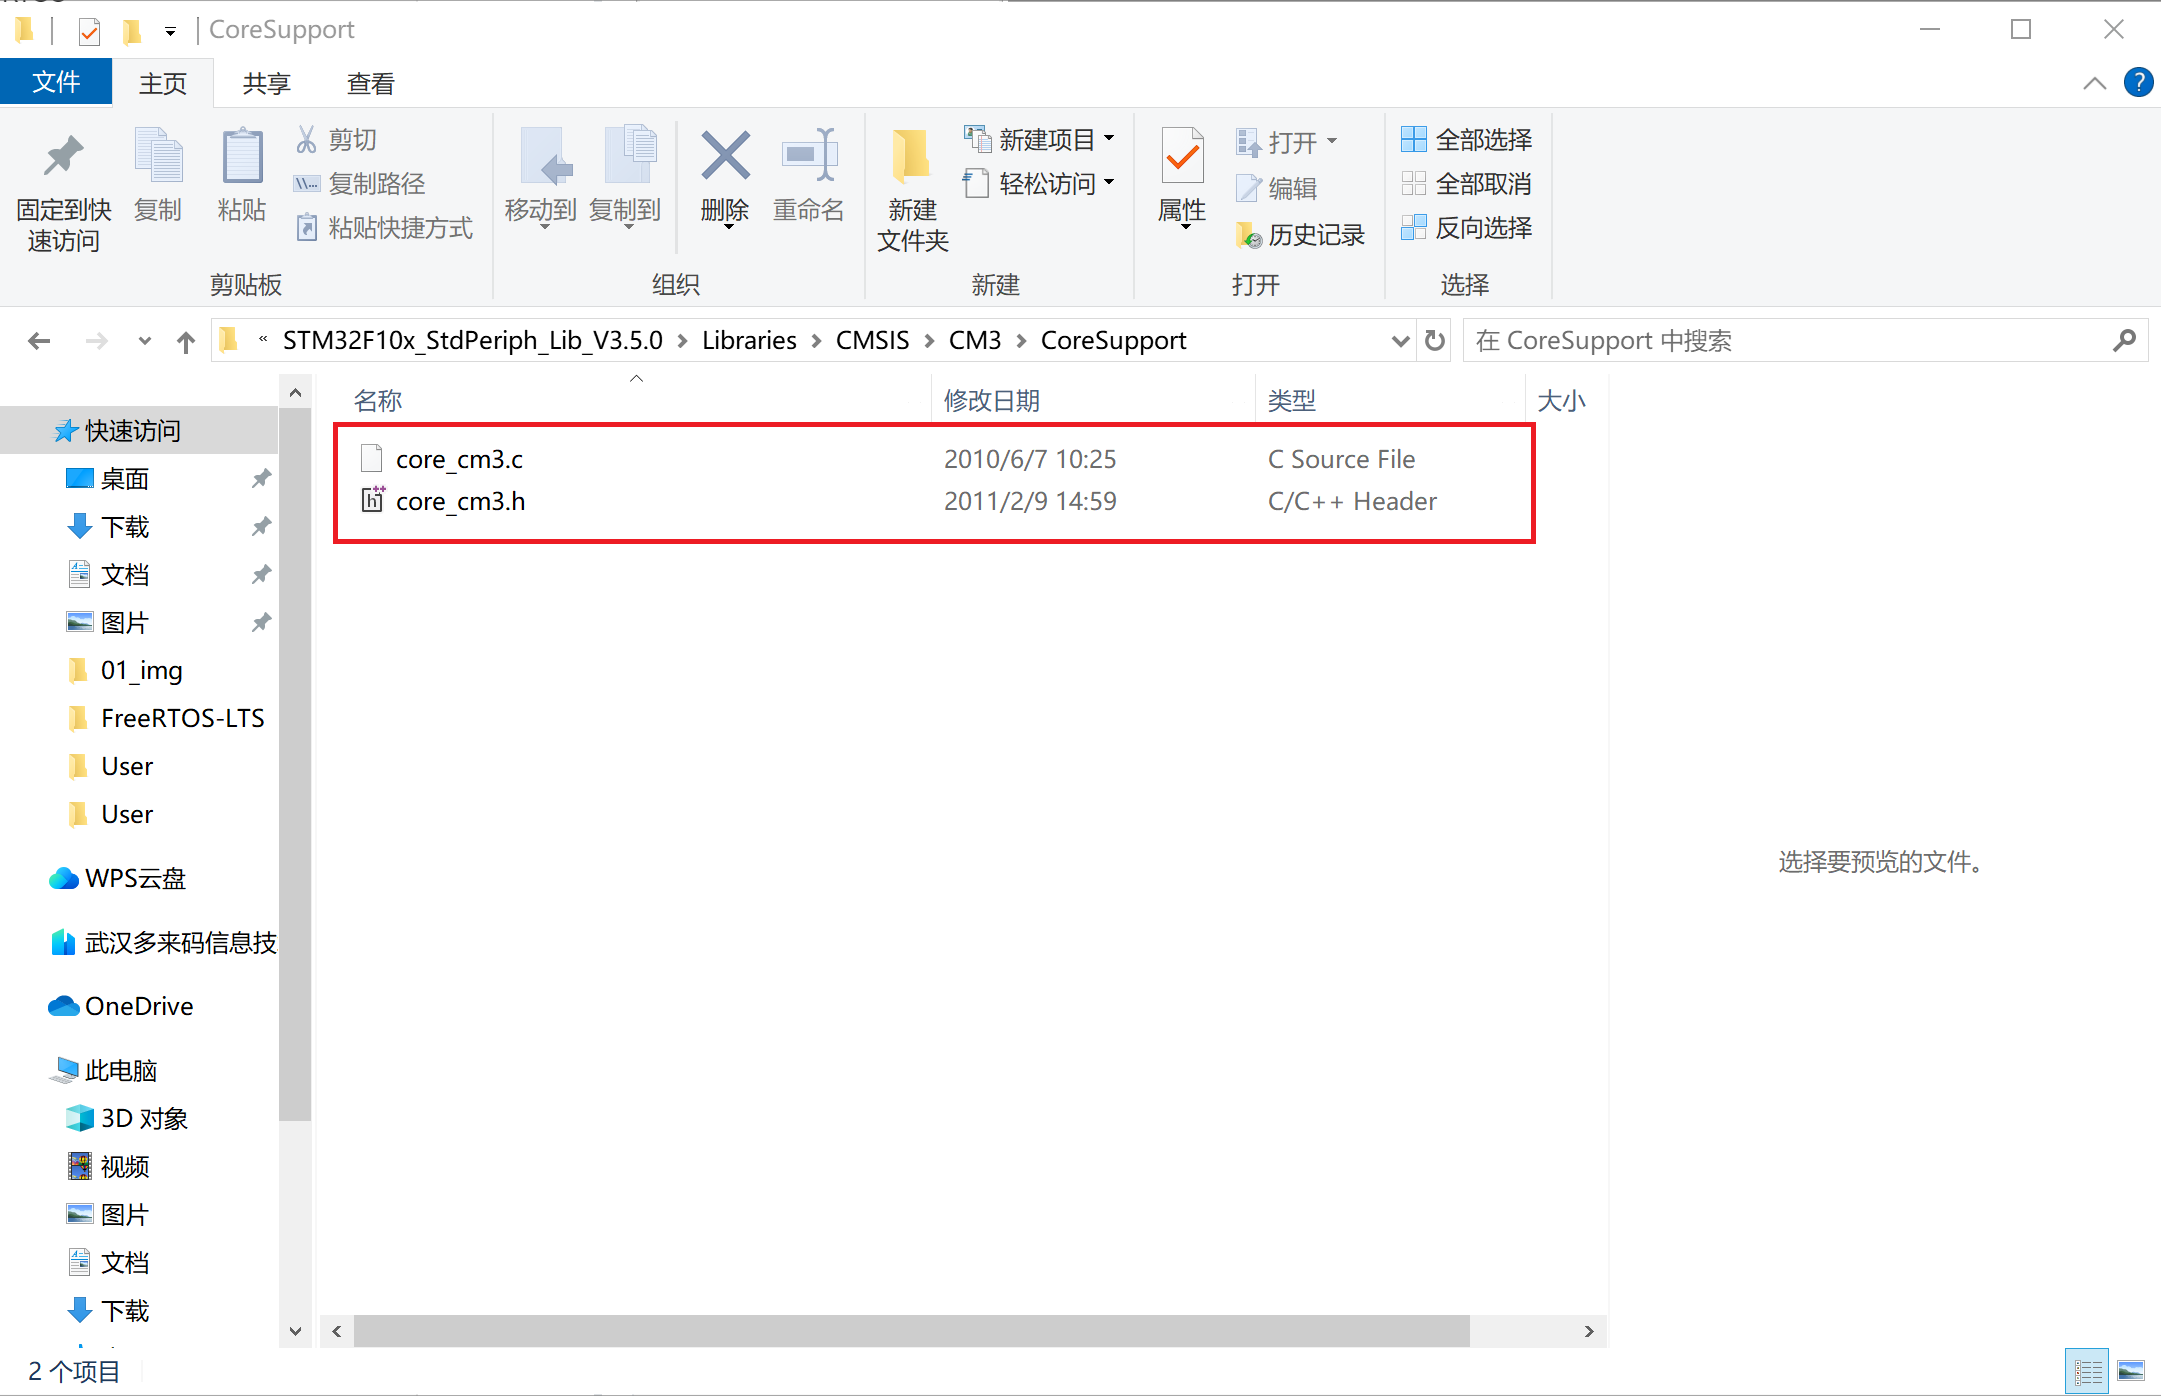 CoreSupport
文件 主页 共享 查看
固定到快速访问
复制
粘贴
剪切
复制路径
粘贴快捷方式
剪贴板
移动到
复制到
删除
重命名
组织
新建
文件夹
新建项目
轻松访问
新建
属性
打开
编辑
历史记录
打开
全部选择
全部取消
反向选择
选择
« STM32F10x_StdPeriph_Lib_V3.5.0 > Libraries > CMSIS > CM3 > CoreSupport
在 CoreSupport 中搜索
名称 修改日期 类型 大小
core_cm3.c 2010/6/7 10:25 C Source File
core_cm3.h 2011/2/9 14:59 C/C++ Header
快速访问
桌面
下载
文档
图片
01_img
FreeRTOS-LTS
User
User
WPS云盘
武汉多来码信息技
OneDrive
此电脑
3D 对象
视频
图片
文档
下载
选择要预览的文件。
2 个项目